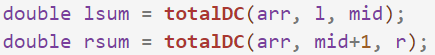 double lsum = totalDC(arr, l, mid);
double rsum = totalDC(arr, mid+1, r);